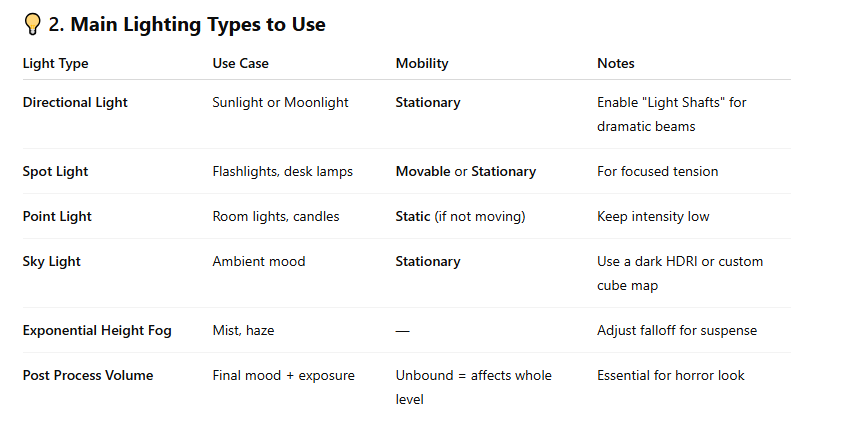 💡 2. Main Lighting Types to Use
Light Type Use Case Mobility Notes
Directional Light Sunlight or Moonlight Stationary Enable "Light Shafts" for
dramatic beams
Spot Light Flashlights, desk lamps Movable or Stationary For focused tension
Point Light Room lights, candles Static (if not moving) Keep intensity low
Sky Light Ambient mood Stationary Use a dark HDRI or custom
cube map
Exponential Height Fog Mist, haze — Adjust falloff for suspense
Post Process Volume Final mood + exposure Unbound = affects whole Essential for horror look
level